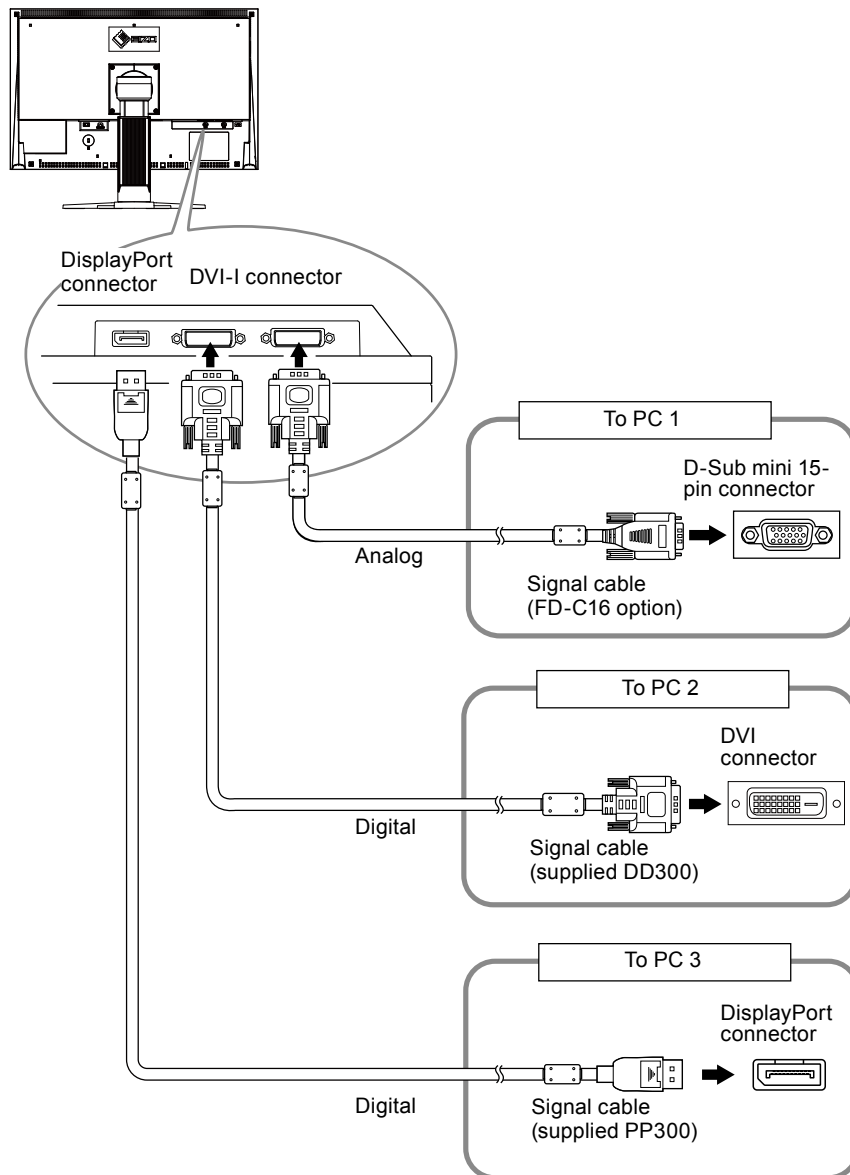 EIZO
DisplayPort
connector
DVI-I connector
To PC 1
D-Sub mini 15-
pin connector
Analog
Signal cable
(FD-C16 option)
To PC 2
DVI
connector
Digital
Signal cable
(supplied DD300)
To PC 3
DisplayPort
connector
Digital
Signal cable
(supplied PP300)